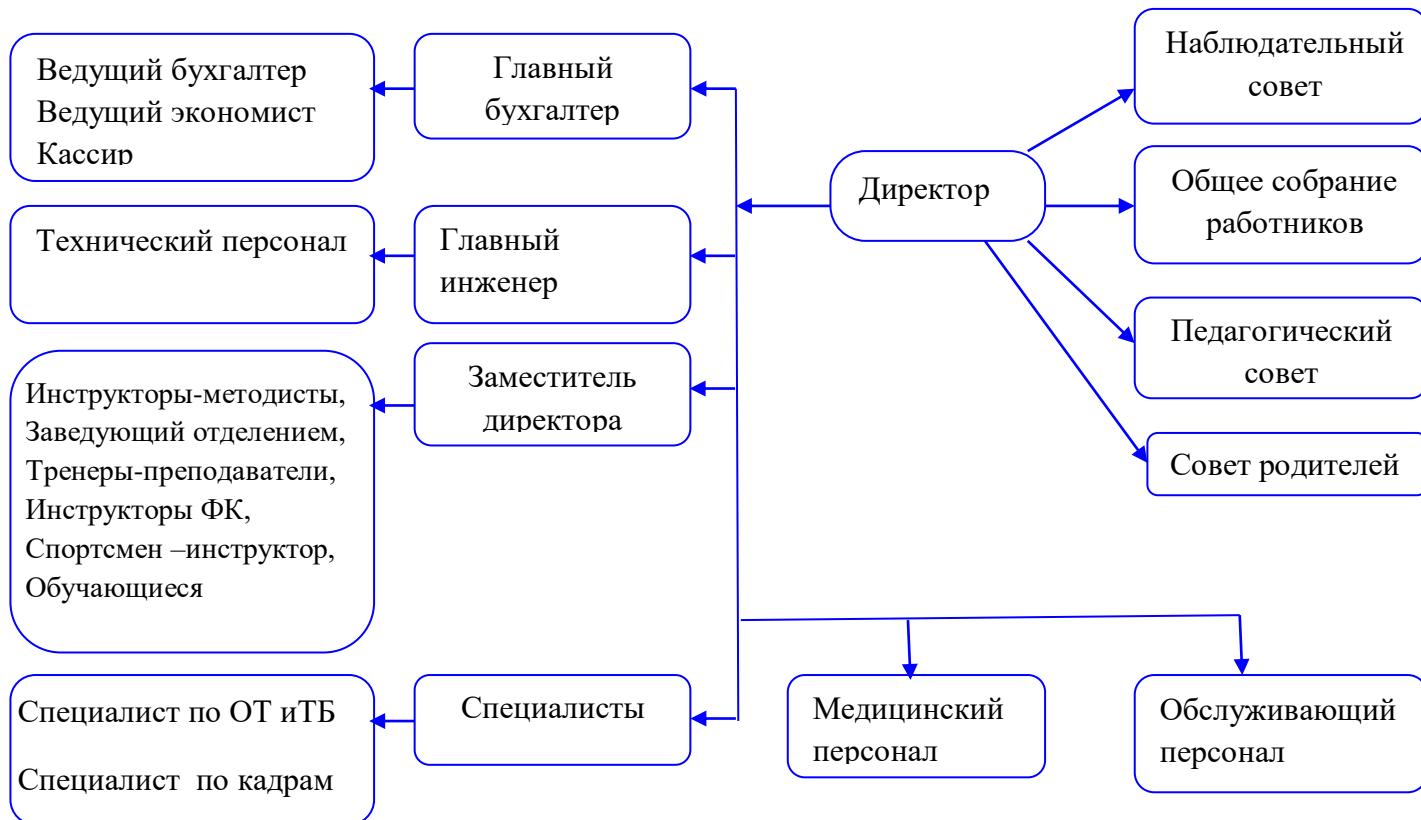 Ведущий бухгалтер
Ведущий экономист
Кассир
Главный
бухгалтер
Наблюдательный
совет
Директор
Общее собрание
работников
Технический персонал
Главный
инженер
Педагогический
совет
Заместитель
директора
Инструкторы-методисты,
Заведующий отделением,
Тренеры-преподаватели,
Инструкторы ФК,
Спортсмен –инструктор,
Обучающиеся
Совет родителей
Специалист по ОТ иТБ
Специалист  по кадрам
Специалисты
Медицинский
персонал
Обслуживающий
персонал